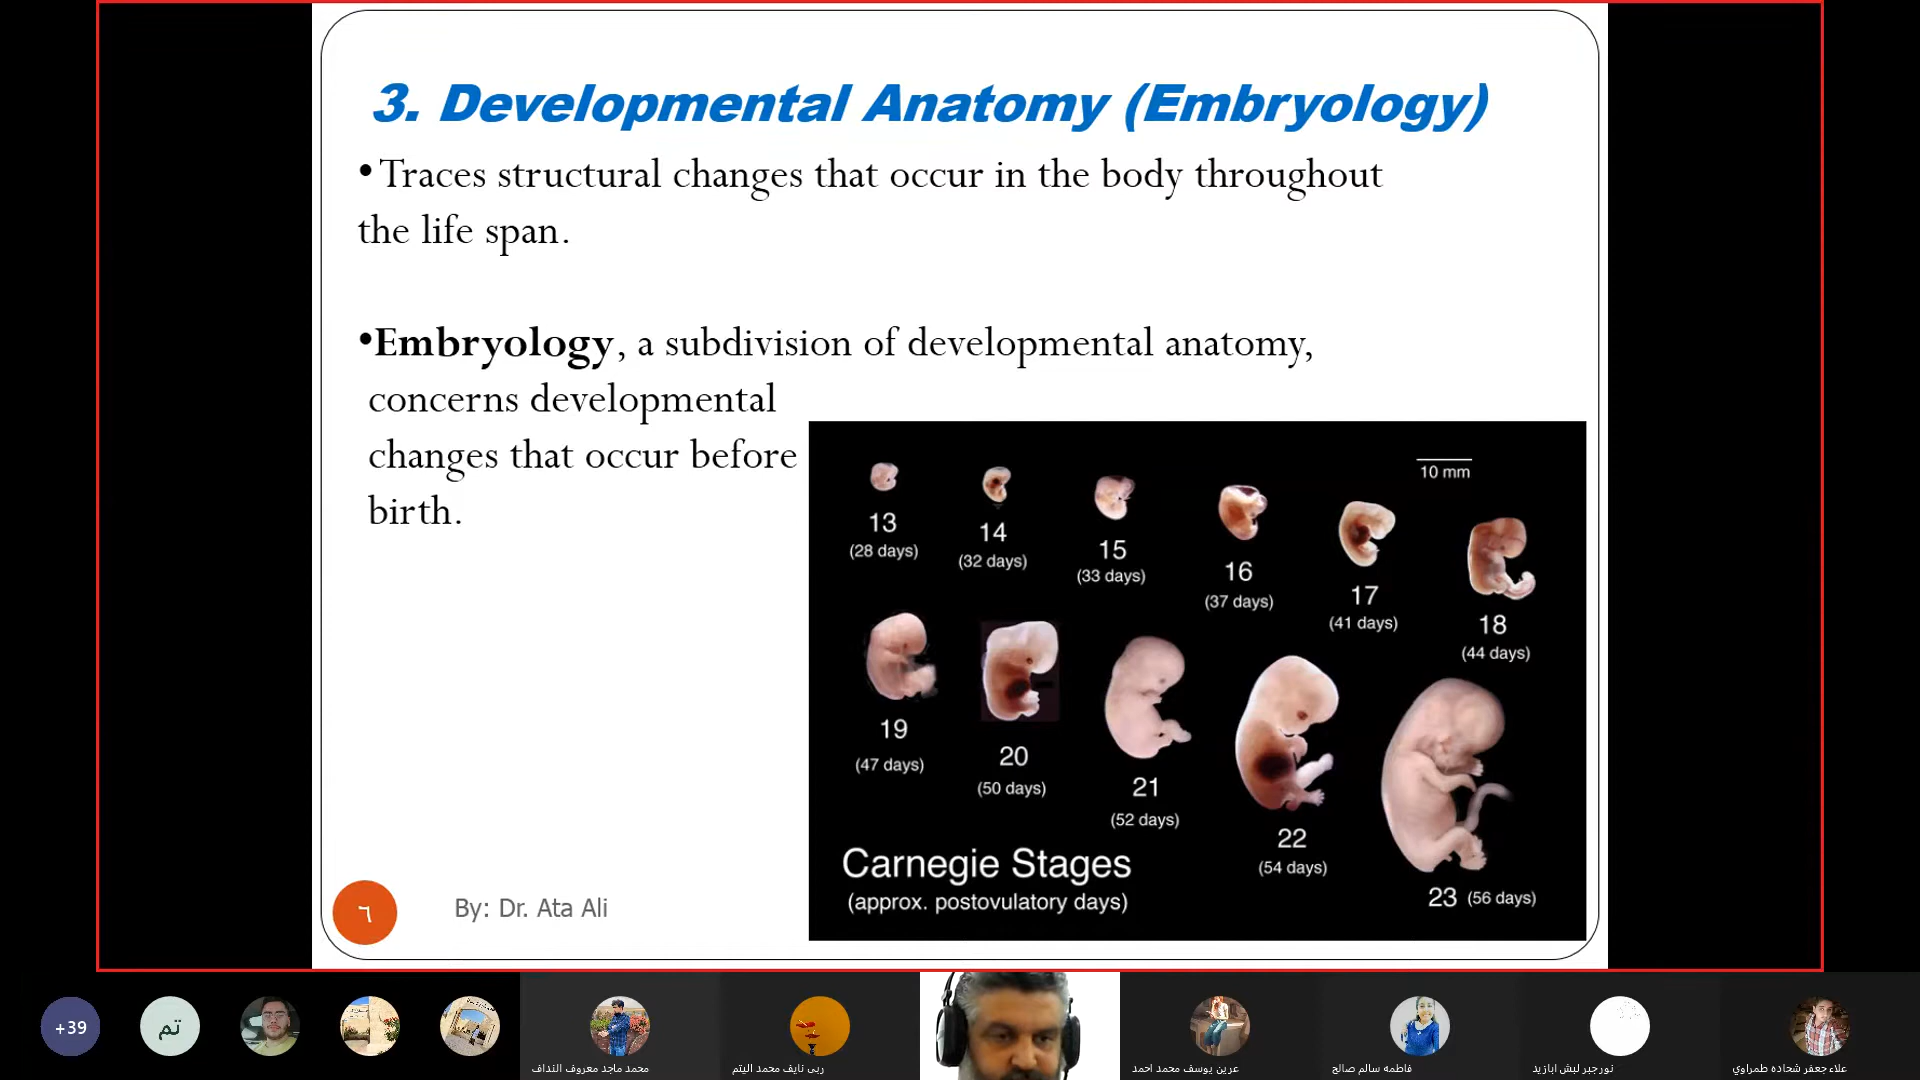 3. Developmental Anatomy (Embryology)
•Traces structural changes that occur in the body throughout
the life span.
•Embryology, a subdivision of developmental anatomy,
concerns developmental
changes that occur before
birth.
10 mm
13
(28 days)
14
(32 days)
15
(33 days)
16
(37 days)
17
(41 days)
18
(44 days)
19
(47 days)
20
(50 days)
21
(52 days)
22
(54 days)
23 (56 days)
Carnegie Stages
(approx. postovulatory days)
٦
By: Dr. Ata Ali
+39
تم
محمد ماجد معروف النداف
ربى نايف محمد اليتم
عرين يوسف محمد احمد
فاطمه سالم صالح
نورجبر لبش ابازيد
علاء جعفر شحاده طمراوي